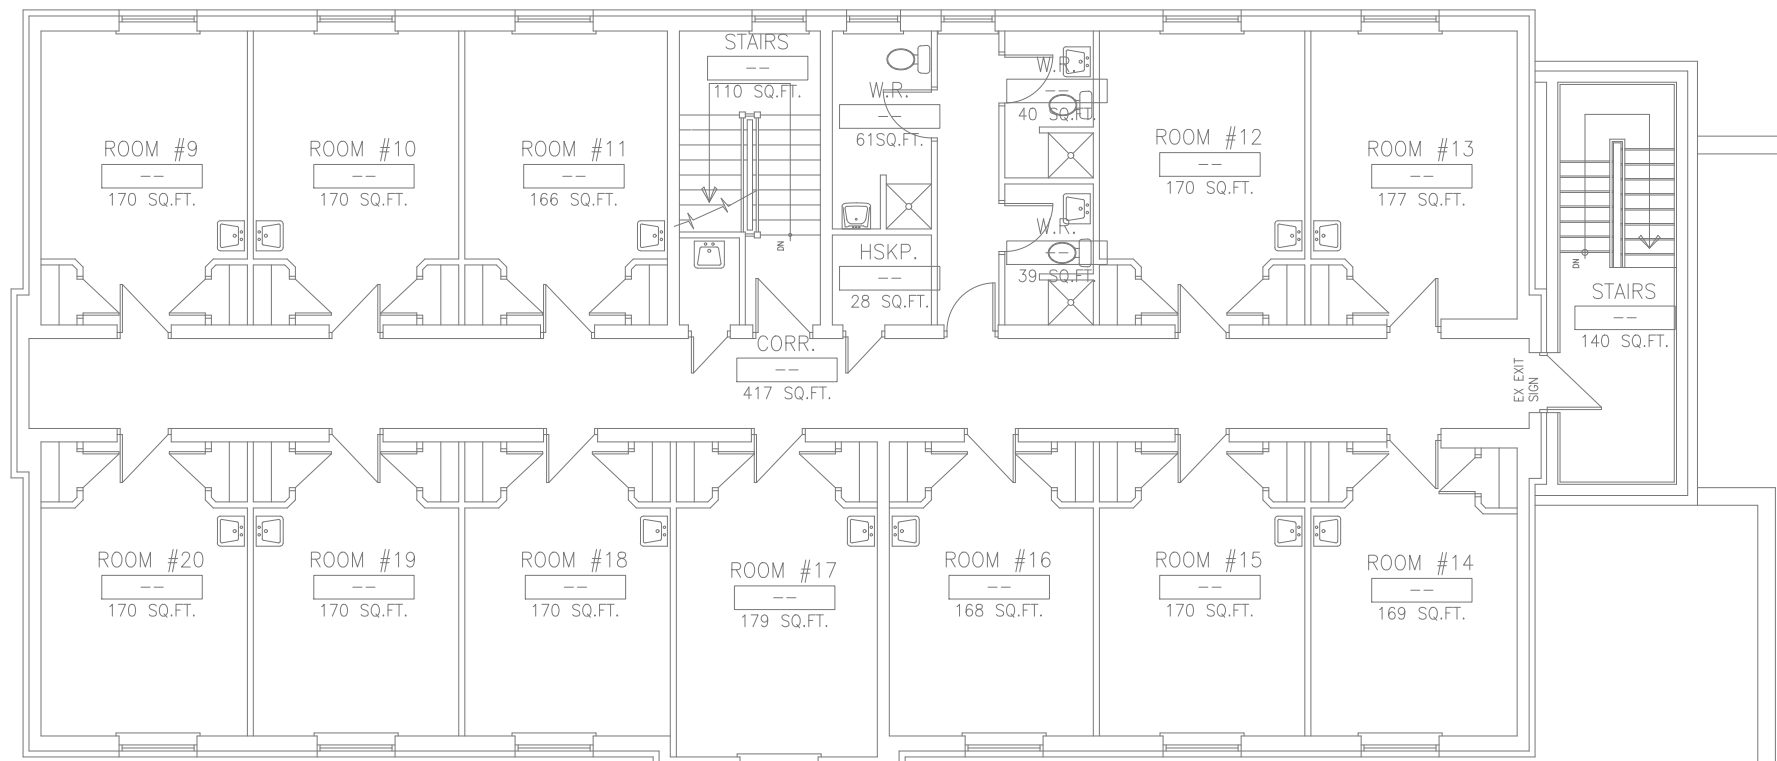 STAIRS
--
110 SQ.FT.
W.R.
--
61SQ.FT.
W.R.
--
40 SQ.FT.
ROOM #9
--
170 SQ.FT.
ROOM #10
--
170 SQ.FT.
ROOM #11
--
166 SQ.FT.
ROOM #12
--
170 SQ.FT.
ROOM #13
--
177 SQ.FT.
DN
HSKP.
--
28 SQ.FT.
W.R.
--
39 SQ.FT.
DN
STAIRS
--
140 SQ.FT.
CORR.
--
417 SQ.FT.
EX EXIT
SIGN
ROOM #20
--
170 SQ.FT.
ROOM #19
--
170 SQ.FT.
ROOM #18
--
170 SQ.FT.
ROOM #17
--
179 SQ.FT.
ROOM #16
--
168 SQ.FT.
ROOM #15
--
170 SQ.FT.
ROOM #14
--
169 SQ.FT.